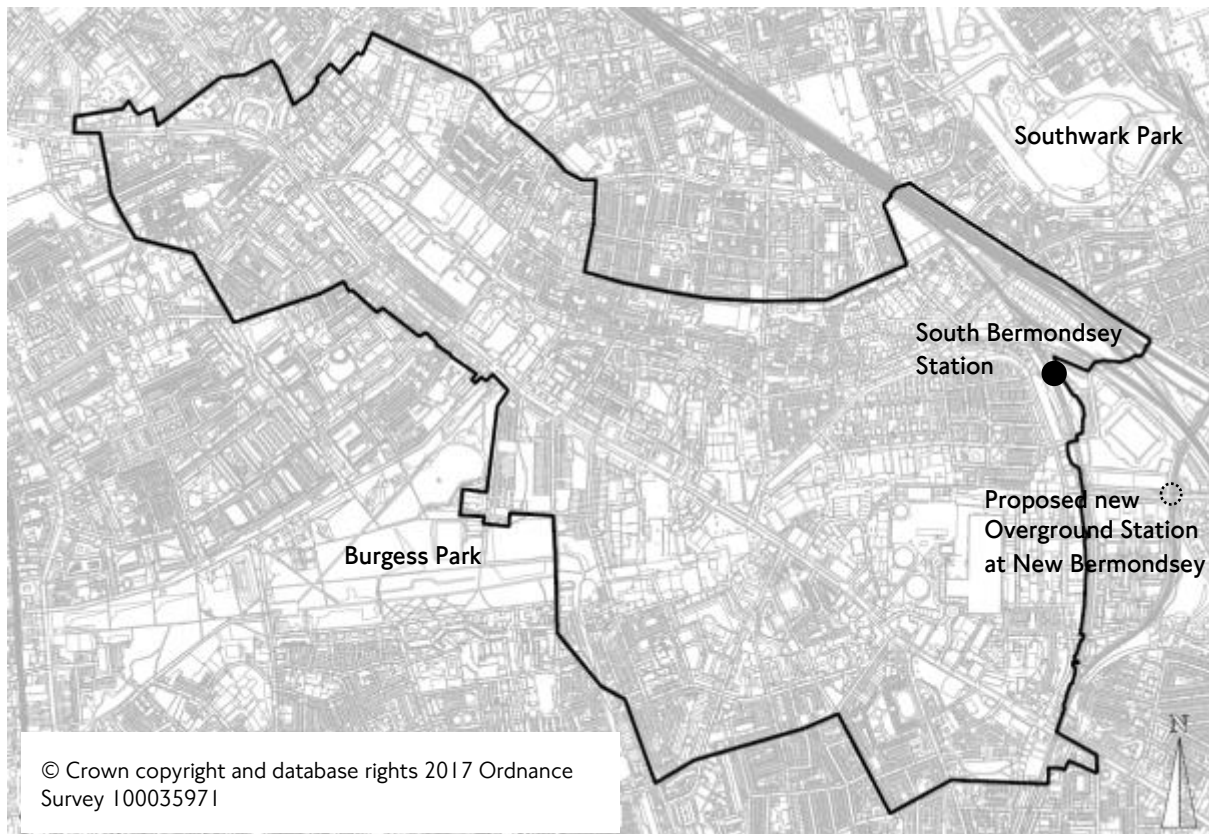 Southwark Park
South Bermondsey
Station
Proposed new
Overground Station
at New Bermondsey
Burgess Park
N
© Crown copyright and database rights 2017 Ordnance
Survey 100035971